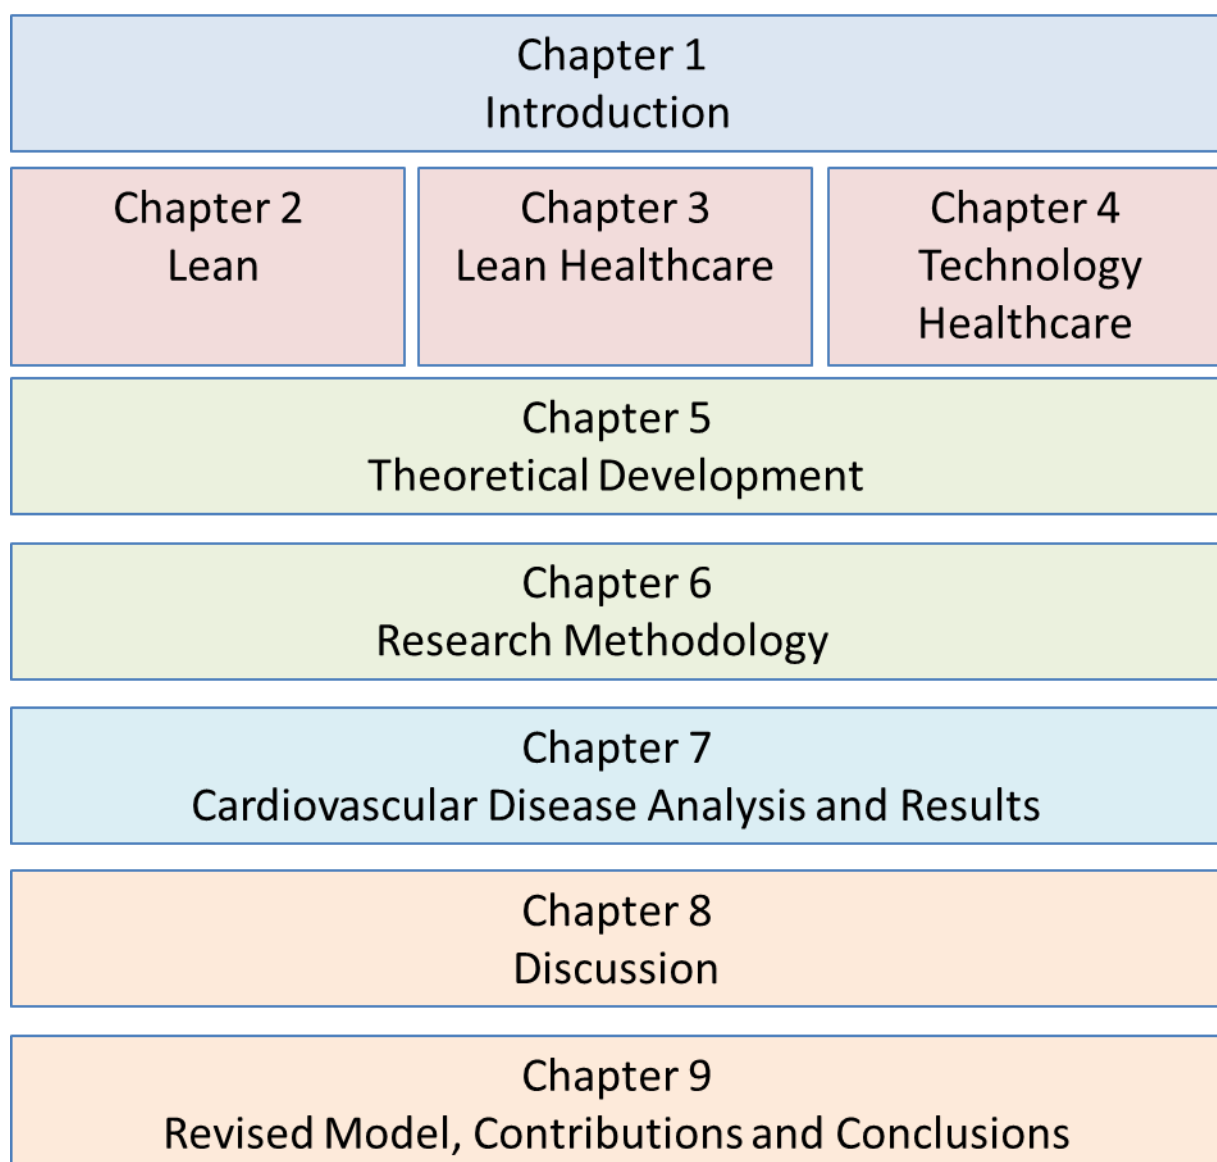 Chapter 1
Introduction
Chapter 2
Lean
Chapter 3
Lean Healthcare
Chapter 4
Technology
Healthcare
Chapter 5
Theoretical Development
Chapter 6
Research Methodology
Chapter 7
Cardiovascular Disease Analysis and Results
Chapter 8
Discussion
Chapter 9
Revised Model, Contributions and Conclusions